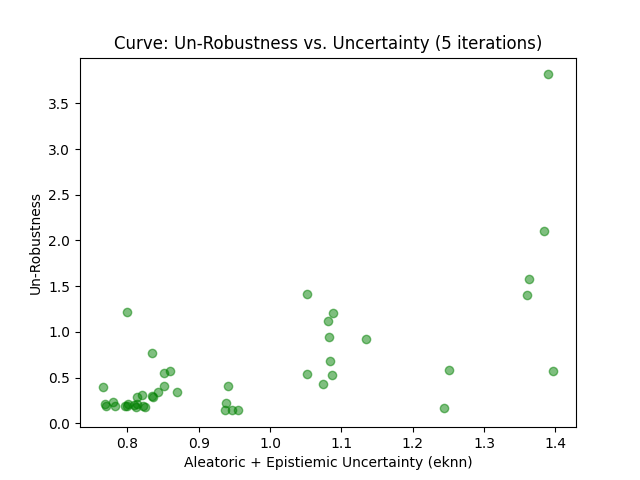 Curve: Un-Robustness vs. Uncertainty (5 iterations)
3.5
3.0
2.5
2.0
1.5
1.0
0.5
0.0
Un-Robustness
0.8 0.9 1.0 1.1 1.2 1.3 1.4
Aleatoric + Epistiemic Uncertainty (eknn)